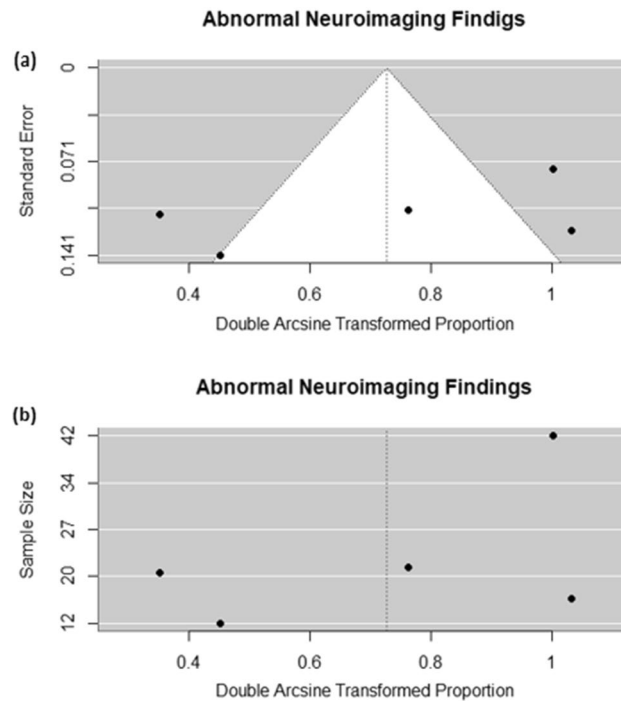 Abnormal Neuroimaging Findigs
(a)
Standard Error
0
0.071
0.141
0.4 0.6 0.8 1
Double Arcsine Transformed Proportion
Abnormal Neuroimaging Findings
(b)
Sample Size
42
34
27
20
12
0.4 0.6 0.8 1
Double Arcsine Transformed Proportion